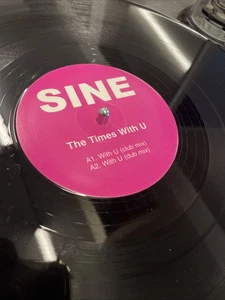 SINE
The Times With U
A1. With U (club mix)
A2. With U (dub mix)